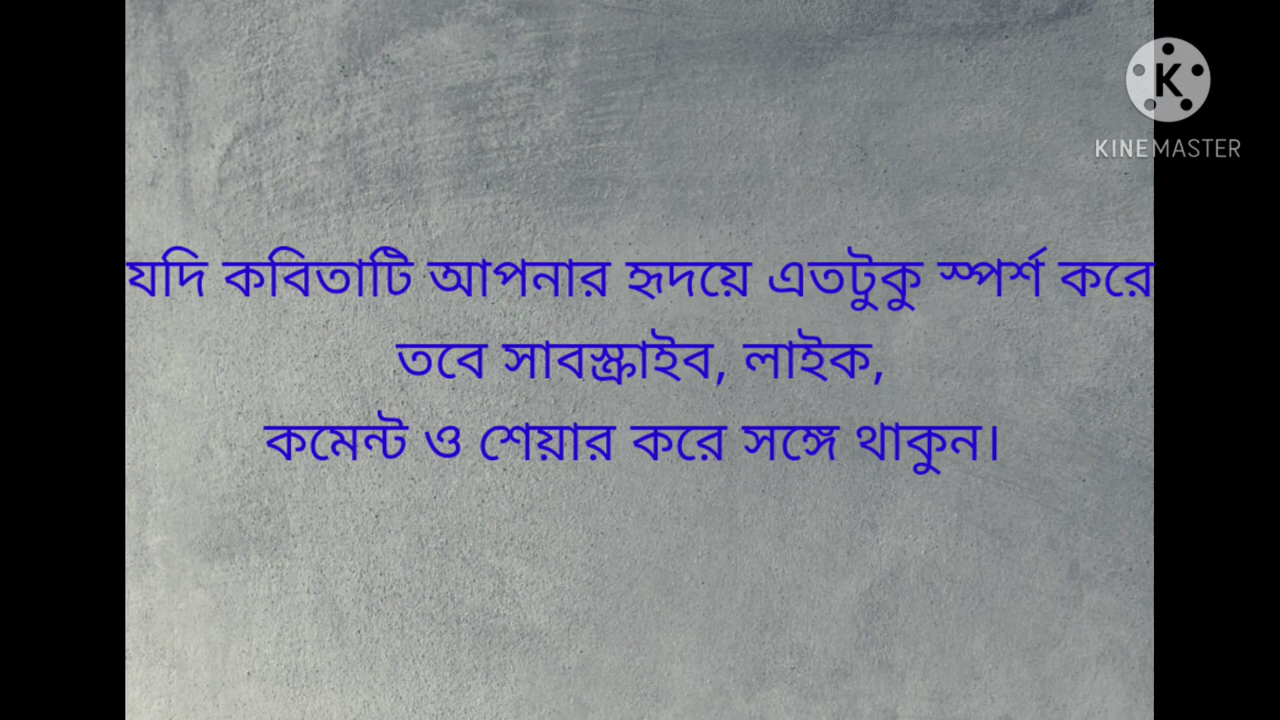 KINEMASTER
যদি কবিতাটি আপনার হৃদয়ে এতটুকু স্পর্শ করে
তবে সাবস্ক্রাইব, লাইক,
কমেন্ট ও শেয়ার করে সঙ্গে থাকুন।